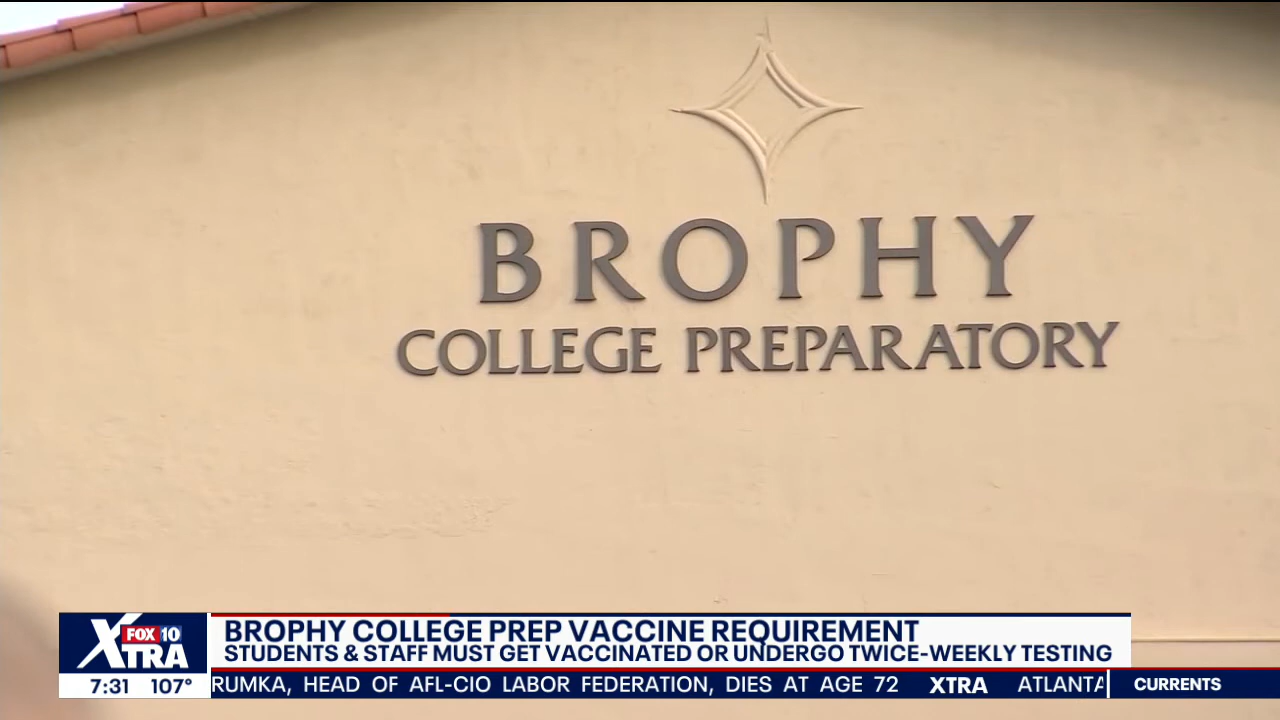 BROPHY
COLLEGE PREPARATORY
XTRA
FOX 10
BROPHY COLLEGE PREP VACCINE REQUIREMENT
STUDENTS & STAFF MUST GET VACCINATED OR UNDERGO TWICE-WEEKLY TESTING
7:31 107° RUMKA, HEAD OF AFL-CIO LABOR FEDERATION, DIES AT AGE 72 XTRA ATLANTA CURRENTS